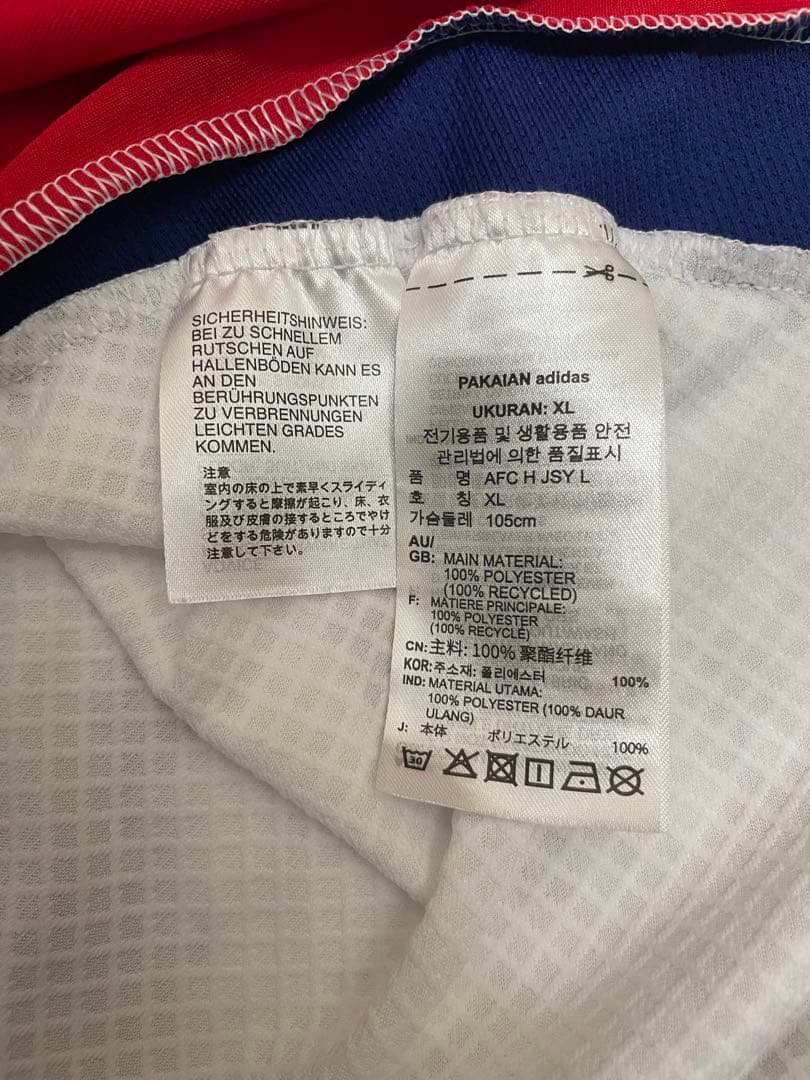 SICHERHEITSHINWEIS:
BEI ZU SCHNELLEM
RUTSCHEN AUF
HALLENBÖDEN KANN ES
AN DEN
BERÜHRUNGSPUNKTEN
ZU VERBRENNUNGEN
LEICHTEN GRADES
KOMMEN.
注意
室内の床の上で素早くスライディ
ングすると摩擦が起こり、床、衣
服及び皮膚の接するところでやけ
どをする危険がありますので十分
注意して下さい。
PAKAIAN adidas
UKURAN: XL
전기용품 및 생활용품 안전
관리법에 의한 품질표시
품 명 AFC H JSY L
호 칭 XL
가슴둘레 105cm
AU/
GB: MAIN MATERIAL:
100% POLYESTER
(100% RECYCLED)
F: MATIERE PRINCIPALE:
100% POLYESTER
(100% RECYCLÉ)
CN: 主料: 100% 聚酯纤维
KOR: 주소재: 폴리에스터 100%
IND: MATERIAL UTAMA:
100% POLYESTER (100% DAUR
ULANG)
J: 本体 ポリエステル 100%
30